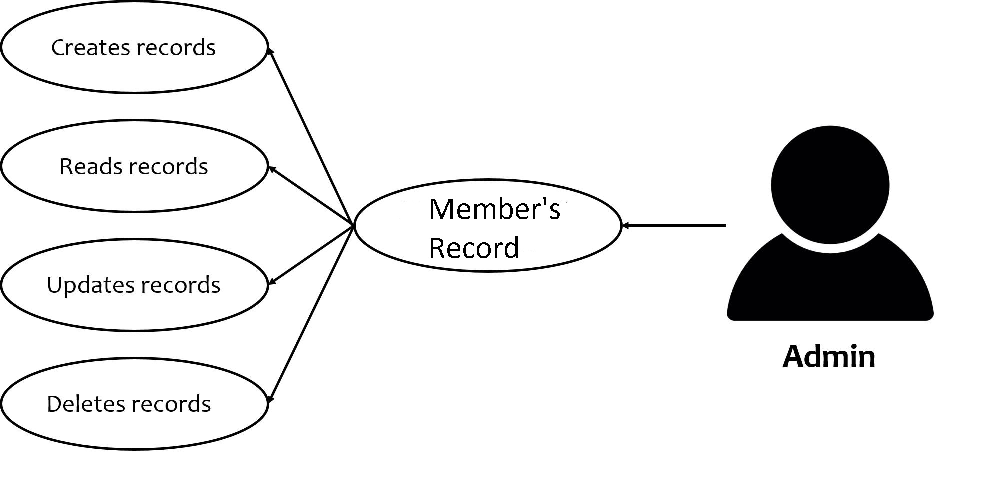 Creates records
Reads records
Updates records
Deletes records
Member's
Record
Admin